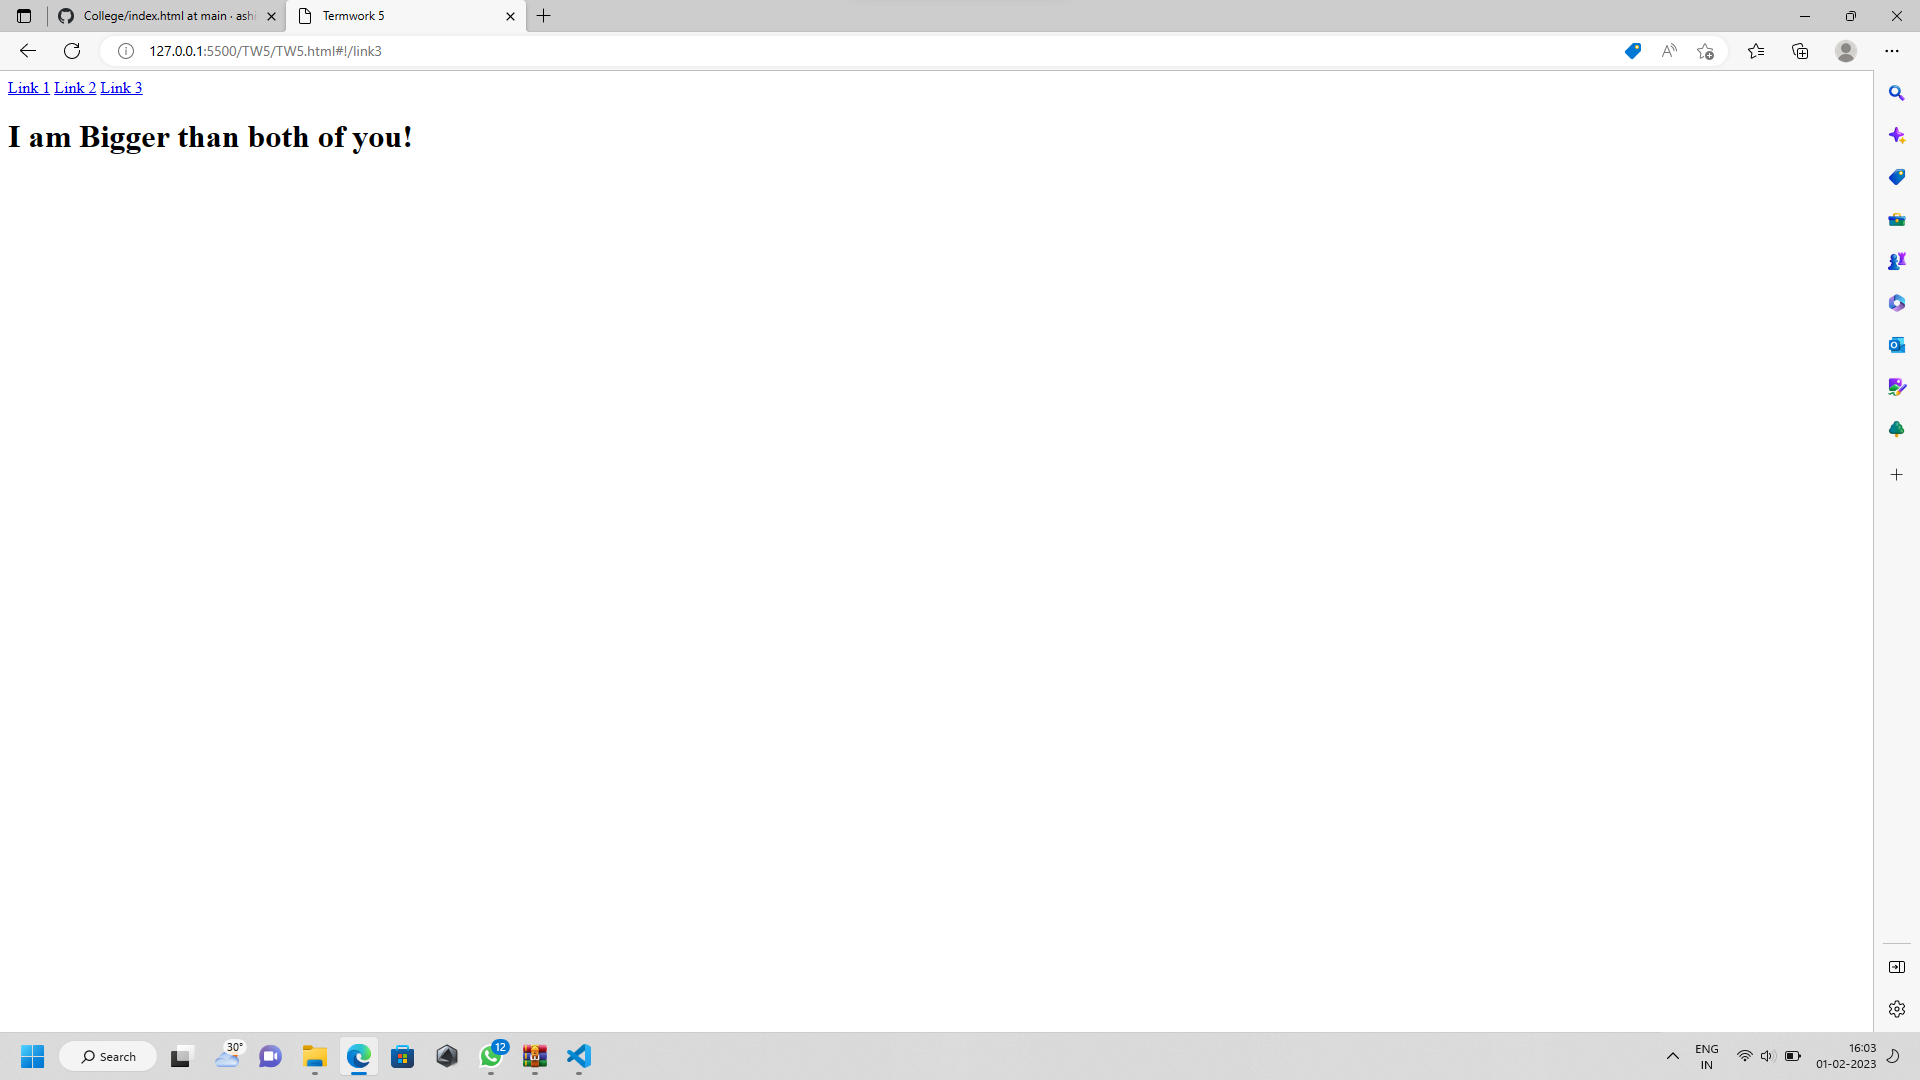 College/index.html at main · ashi
Termwork 5
127.0.0.1:5500/TW5/TW5.html#!/link3
Link 1 Link 2 Link 3
I am Bigger than both of you!
Search
30°
12
ENG
IN
16:03
01-02-2023